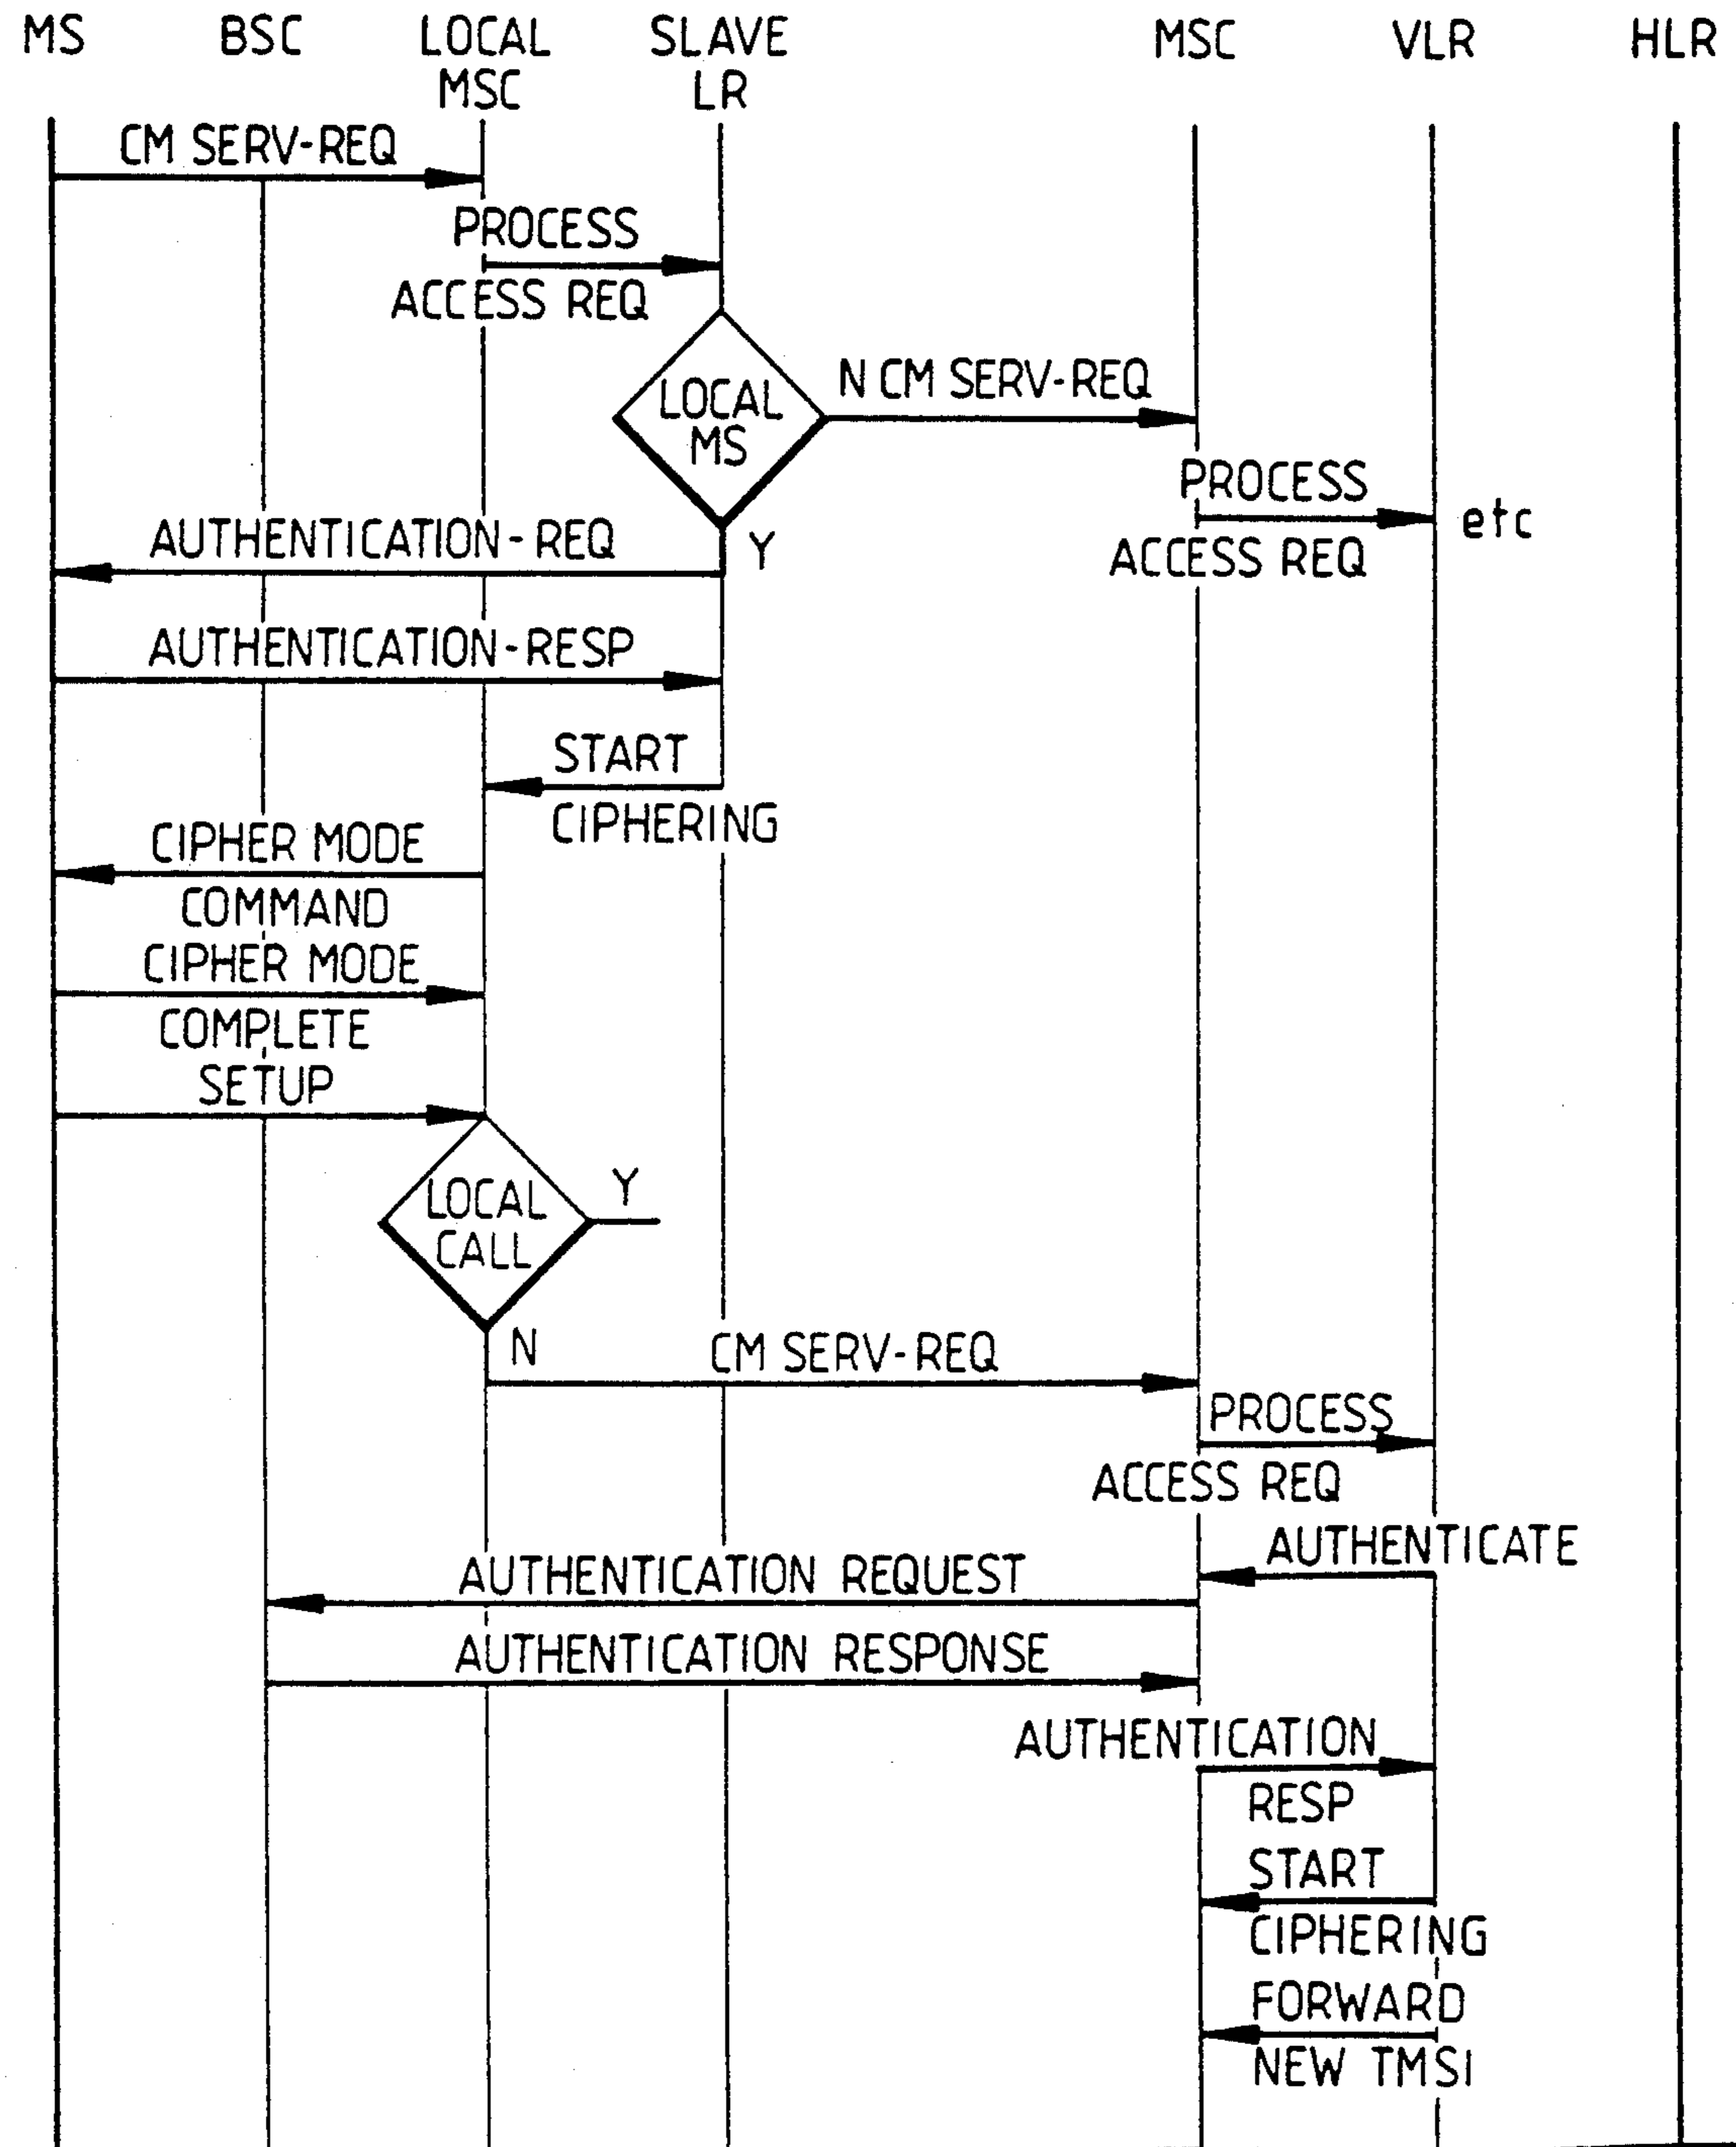 MS BSC LOCAL MSC SLAVE LR MSC VLR HLR
CM SERV-REQ
PROCESS
ACCESS REQ
LOCAL
MS
N CM SERV-REQ
PROCESS
ACCESS REQ
etc
Y
AUTHENTICATION-REQ
AUTHENTICATION-RESP
START
CIPHERING
CIPHER MODE
COMMAND
CIPHER MODE
COMPLETE
SETUP
LOCAL
CALL
Y
N
CM SERV-REQ
PROCESS
ACCESS REQ
AUTHENTICATE
AUTHENTICATION REQUEST
AUTHENTICATION RESPONSE
AUTHENTICATION
RESP
START
CIPHERING
FORWARD
NEW TMSI